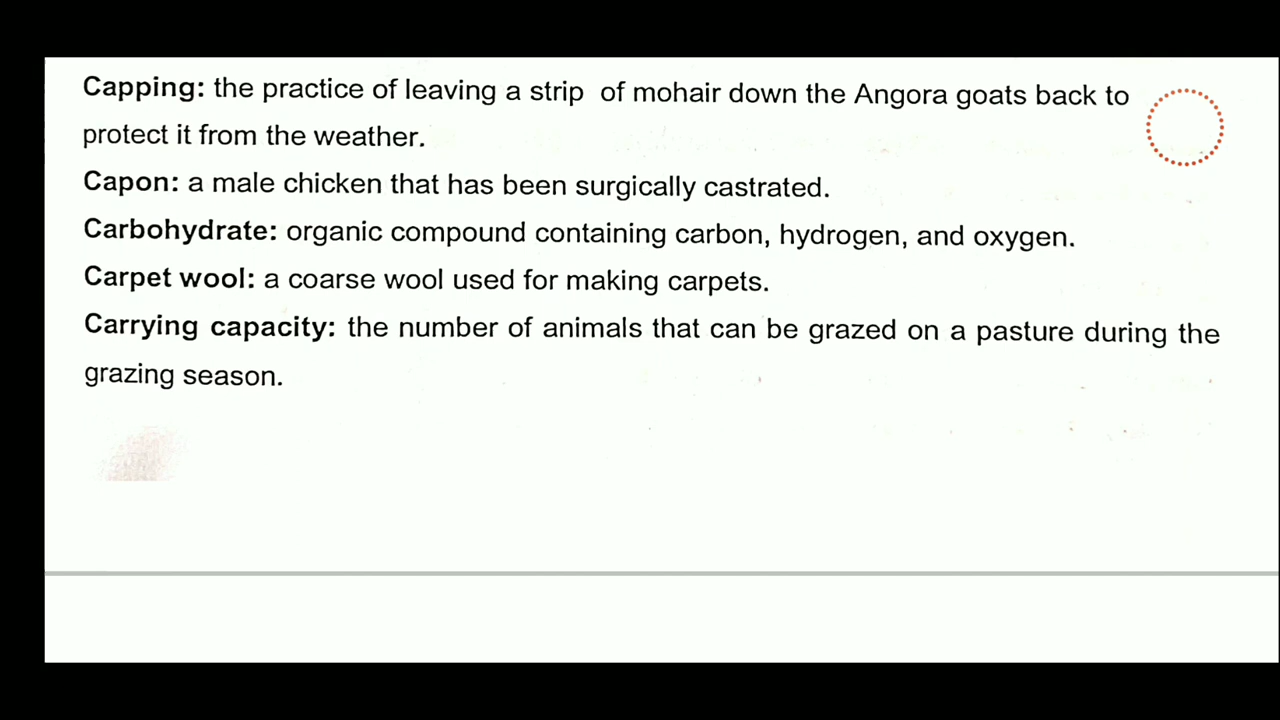 Capping: the practice of leaving a strip of mohair down the Angora goats back to
protect it from the weather.
Capon: a male chicken that has been surgically castrated.
Carbohydrate: organic compound containing carbon, hydrogen, and oxygen.
Carpet wool: a coarse wool used for making carpets.
Carrying capacity: the number of animals that can be grazed on a pasture during the
grazing season.